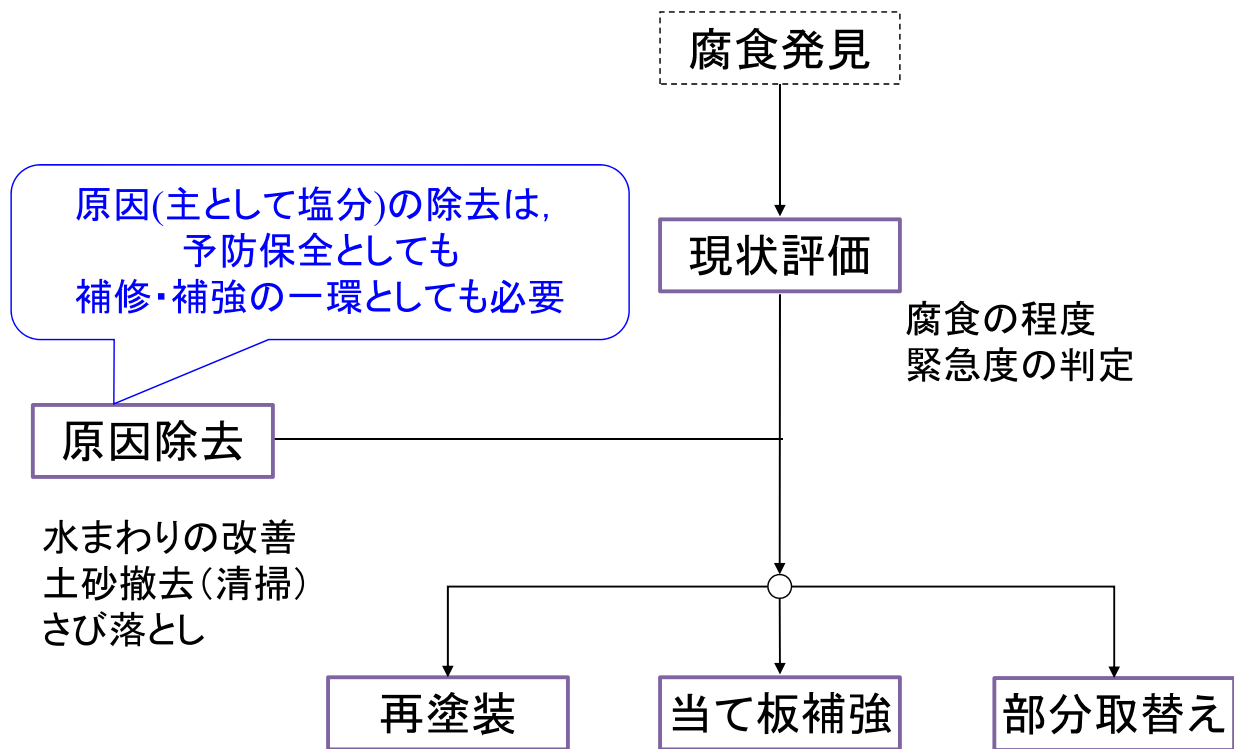 腐食発見
原因(主として塩分)の除去は,
予防保全としても
補修・補強の一環としても必要
現状評価
腐食の程度
緊急度の判定
原因除去
水まわりの改善
土砂撤去(清掃)
さび落とし
再塗装
当て板補強
部分取替え